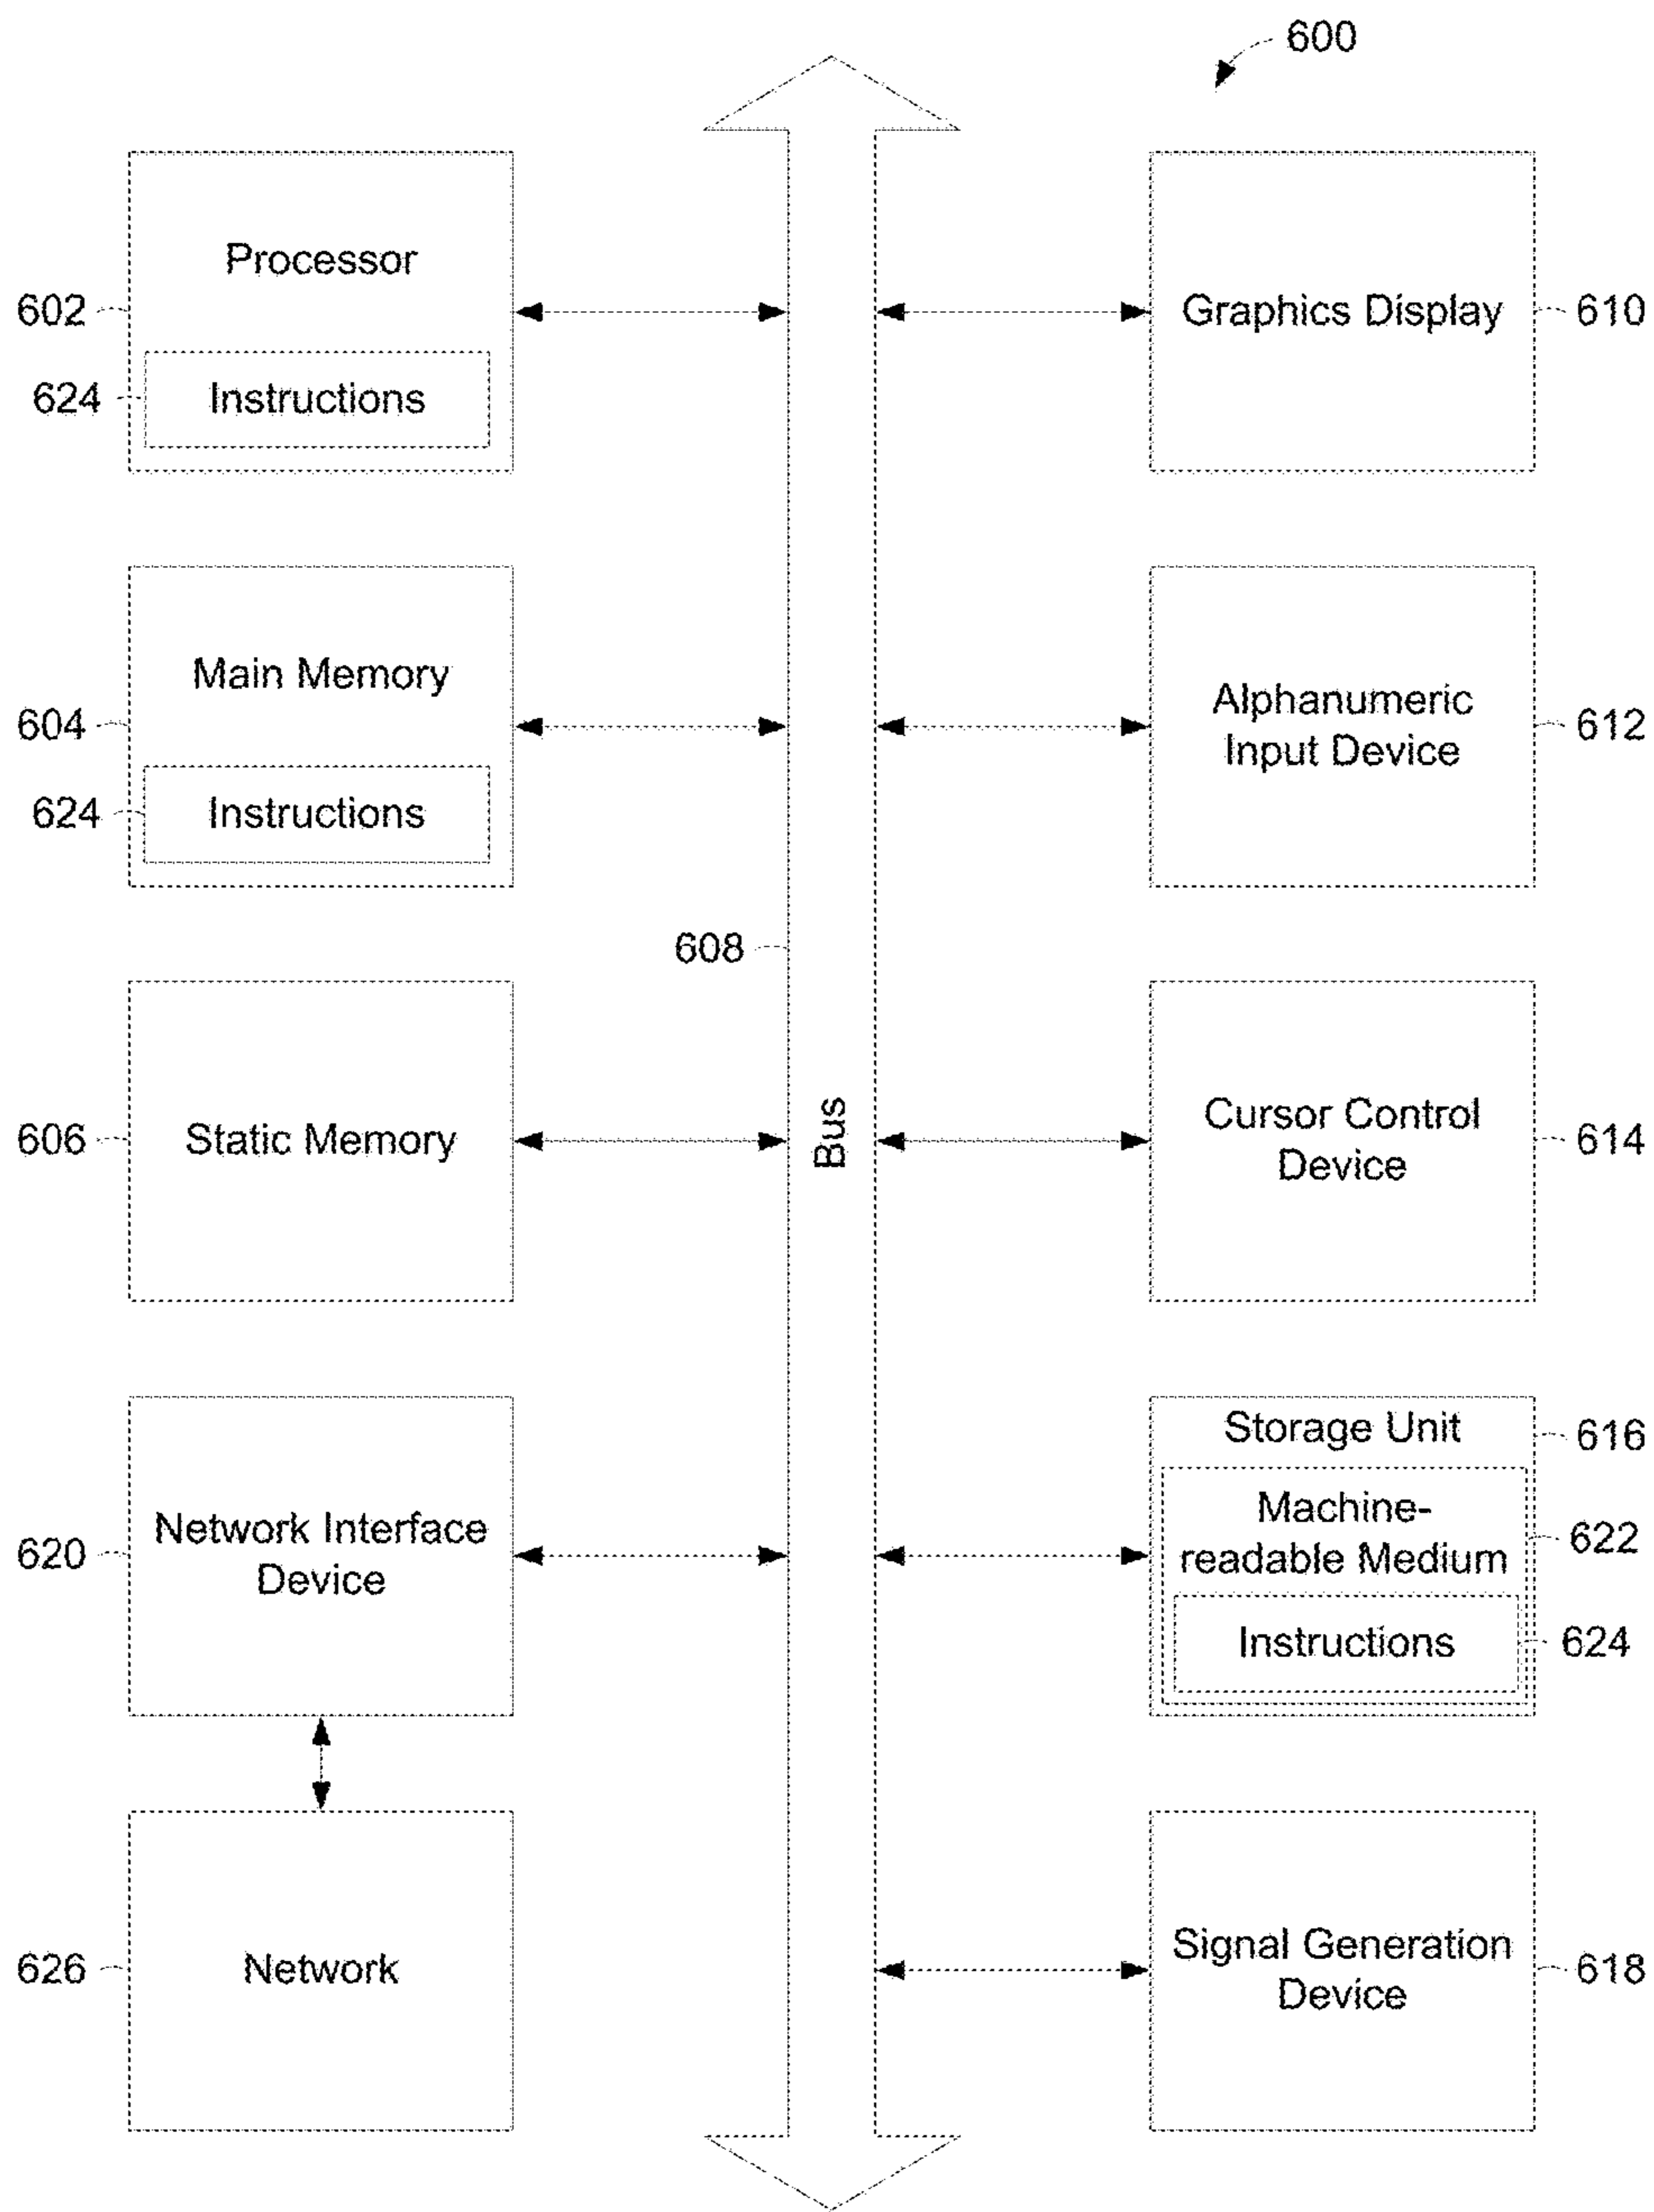 600
Processor
602
624
Instructions
Graphics Display
610
Main Memory
604
624
Instructions
Alphanumeric
Input Device
612
608
Bus
Static Memory
606
Cursor Control
Device
614
Network Interface
Device
620
Storage Unit
616
Machine-
readable Medium
622
Instructions
624
Network
626
Signal Generation
Device
618